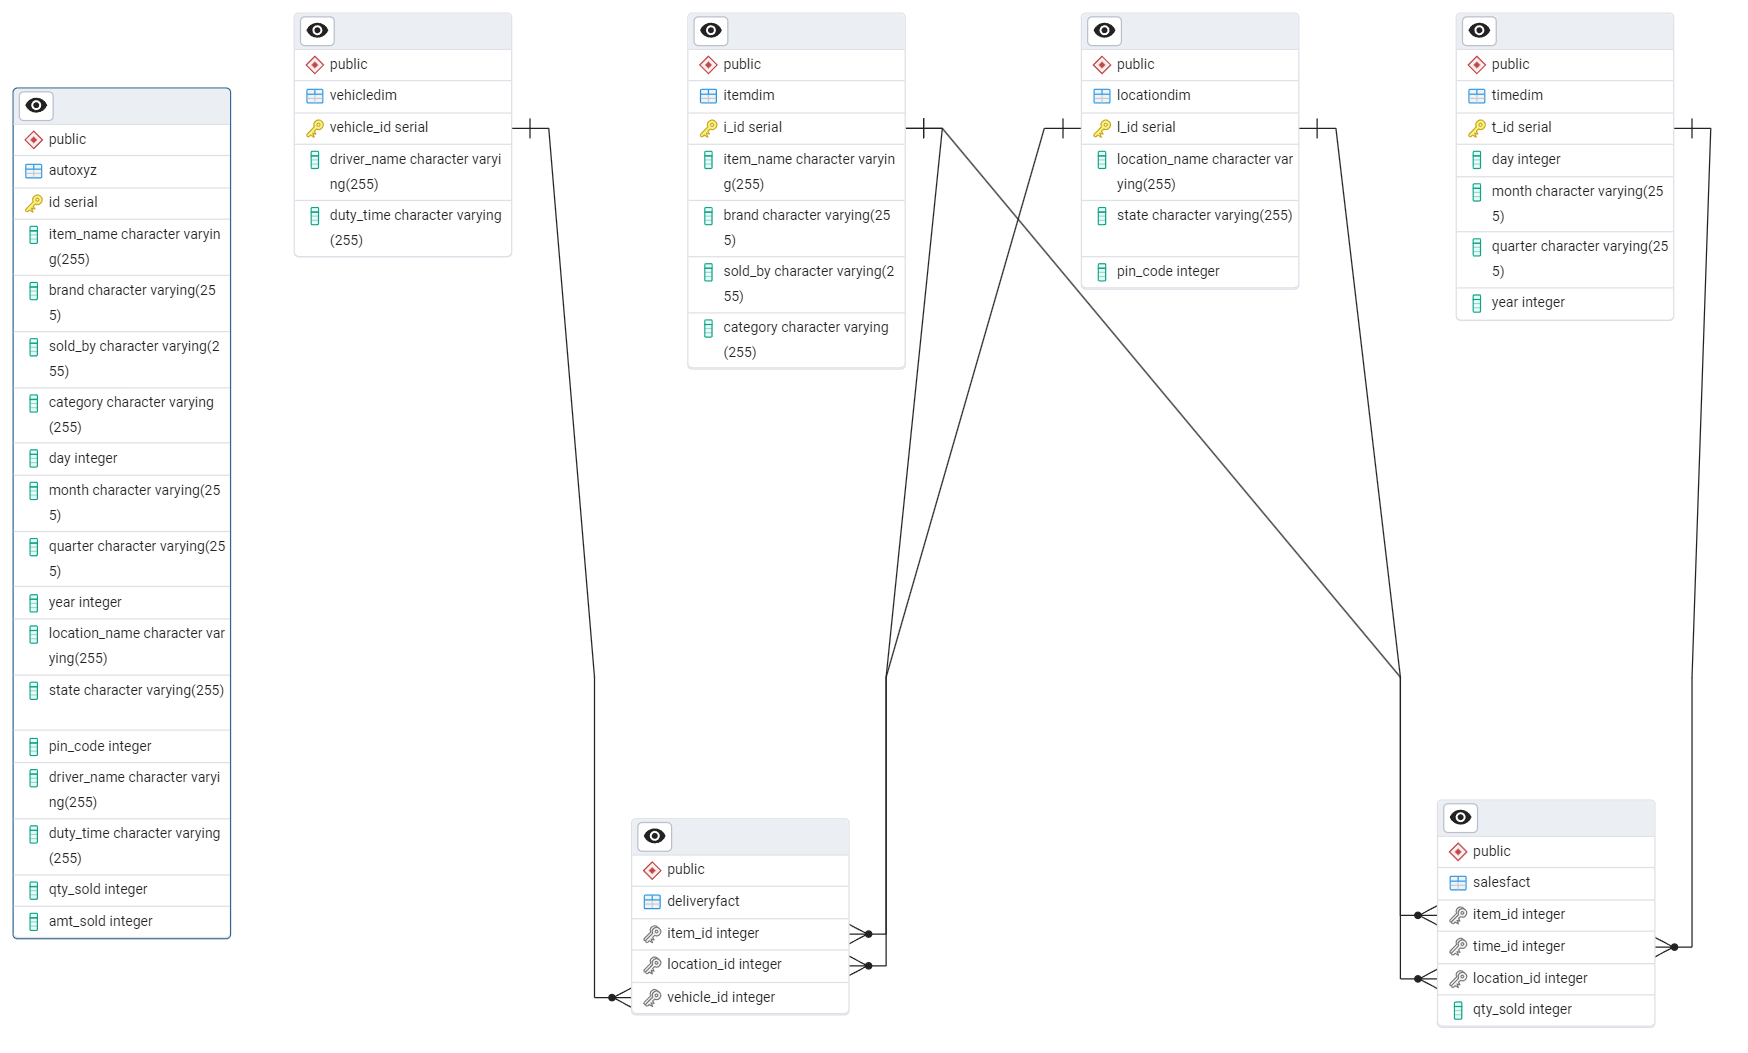 public
autoxyz
id serial
item_name character varyin
g(255)
brand character varying(25
5)
sold_by character varying(2
55)
category character varying
(255)
day integer
month character varying(25
5)
quarter character varying(25
5)
year integer
location_name character var
ying(255)
state character varying(255)
pin_code integer
driver_name character varyi
ng(255)
duty_time character varying
(255)
qty_sold integer
amt_sold integer
public
vehicledim
vehicle_id serial
driver_name character varyi
ng(255)
duty_time character varying
(255)
public
itemdim
i_id serial
item_name character varyin
g(255)
brand character varying(25
5)
sold_by character varying(2
55)
category character varying
(255)
public
locationdim
l_id serial
location_name character var
ying(255)
state character varying(255)
pin_code integer
public
timedim
t_id serial
day integer
month character varying(25
5)
quarter character varying(25
5)
year integer
public
deliveryfact
item_id integer
location_id integer
vehicle_id integer
public
salesfact
item_id integer
time_id integer
location_id integer
qty_sold integer